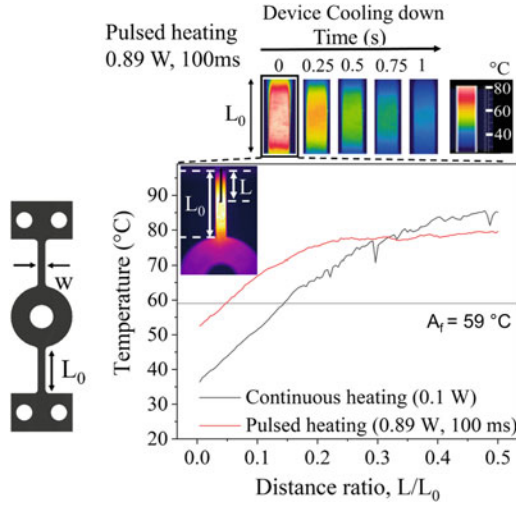 Pulsed heating
0.89 W, 100ms
Device Cooling down
Time (s)
0 0.25 0.5 0.75 1
°C
80
60
40
L₀
L₀
L
w
L₀
Temperature (°C)
100
90
80
70
60
50
40
30
20
A_f = 59 °C
Continuous heating (0.1 W)
Pulsed heating (0.89 W, 100 ms)
0.0 0.1 0.2 0.3 0.4 0.5
Distance ratio, L/L₀